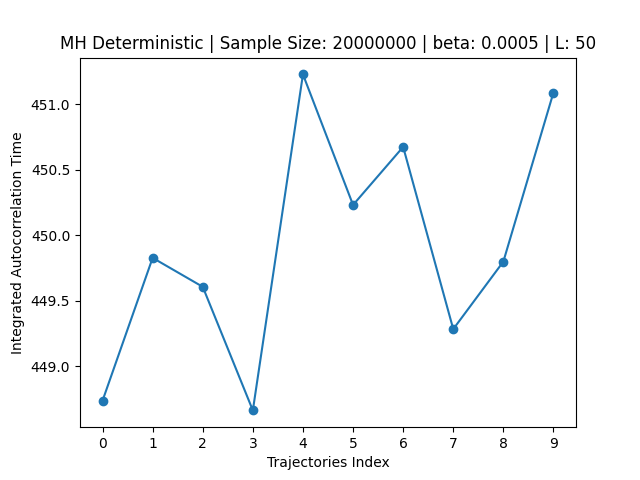 MH Deterministic | Sample Size: 20000000 | beta: 0.0005 | L: 50
Integrated Autocorrelation Time
451.0
450.5
450.0
449.5
449.0
0 1 2 3 4 5 6 7 8 9
Trajectories Index